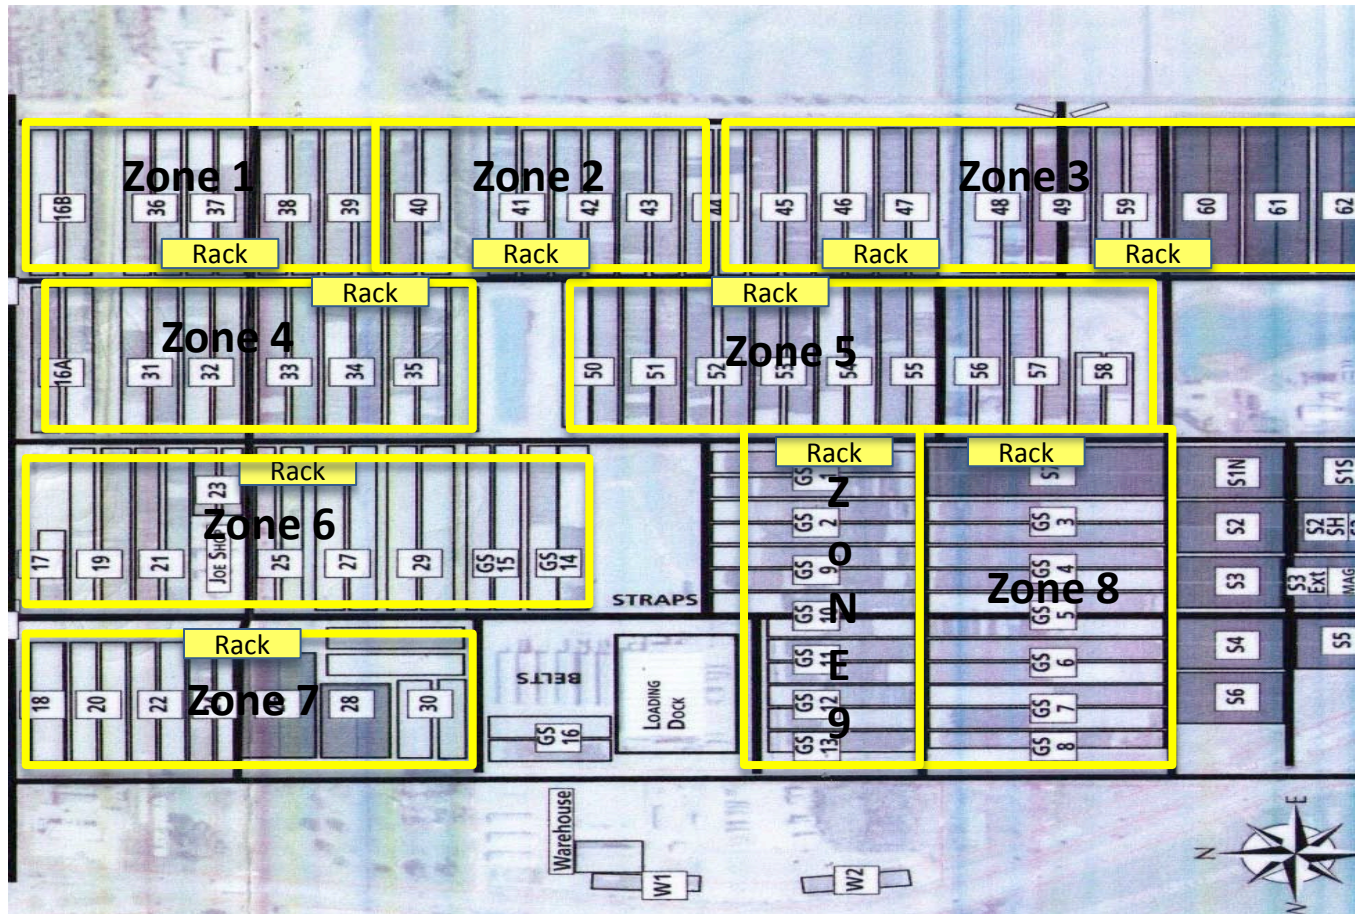 Zone 1
Zone 2
Zone 3
16B
36
37
38
39
40
41
42
43
44
45
46
47
48
49
59
60
61
62
Rack
Rack
Rack
Rack
Rack
Rack
Zone 4
Zone 5
16A
31
32
33
34
35
50
51
52
53
54
55
56
57
58
Rack
Rack
Rack
Zone 6
23
17
19
21
JOE SHO
25
27
29
GS 15
GS 14
STRAPS
ZoNE9
GS 1
GS 2
GS 9
GS 10
GS 11
GS 12
GS 13
Zone 8
GS 3
GS 4
GS 5
GS 6
GS 7
GS 8
S1N
S1S
S2
S2 SH
S3
S3 Ext
MAG
S4
S5
S6
Rack
Zone 7
18
20
22
28
30
BELTS
GS 16
LOADING DOCK
Warehouse
W1
W2
N
E